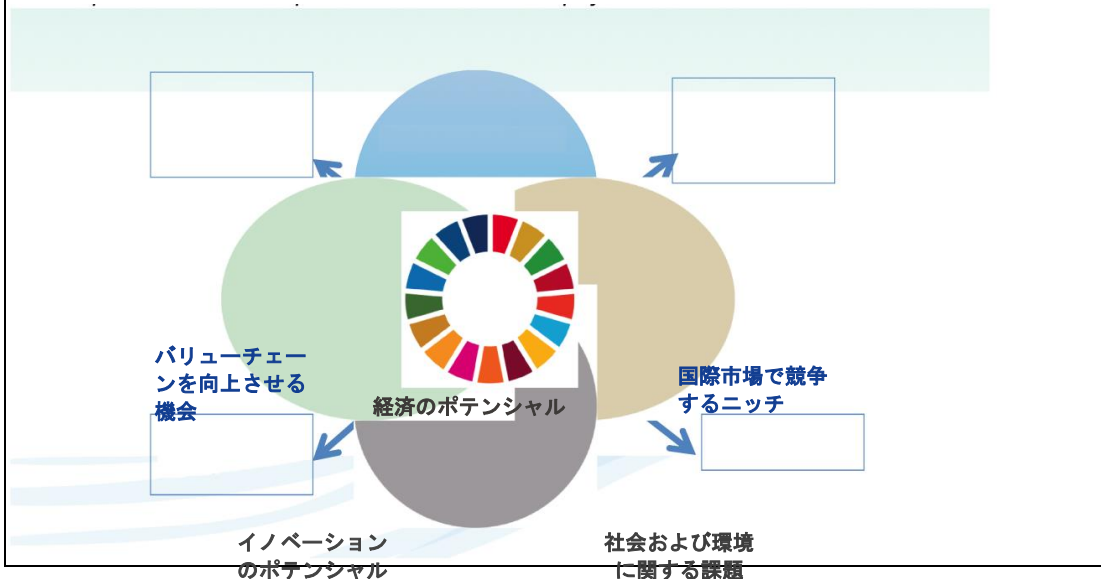 バリューチェー
ンを向上させる
機会
国際市場で競争
するニッチ
経済のポテンシャル
イノベーション
のポテンシャル
社会および環境
に関する課題